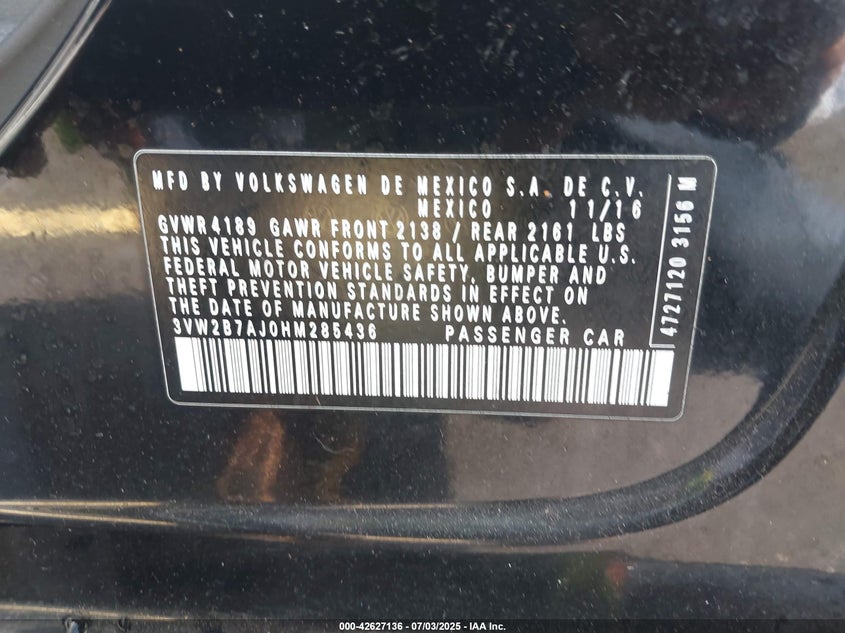 MFD BY VOLKSWAGEN DE MEXICO S.A. DE C.V.
MEXICO 11/16
GVWR 4189 GAWR FRONT 2138 / REAR 2161 LBS
THIS VEHICLE CONFORMS TO ALL APPLICABLE U.S.
FEDERAL MOTOR VEHICLE SAFETY, BUMPER AND
THEFT PREVENTION STANDARDS IN EFFECT ON
THE DATE OF MANUFACTURE SHOWN ABOVE.
3VW2B7AJ0HM285436 PASSENGER CAR
4727120 3156 M
000-42627136 - 07/03/2025 - IAA Inc.